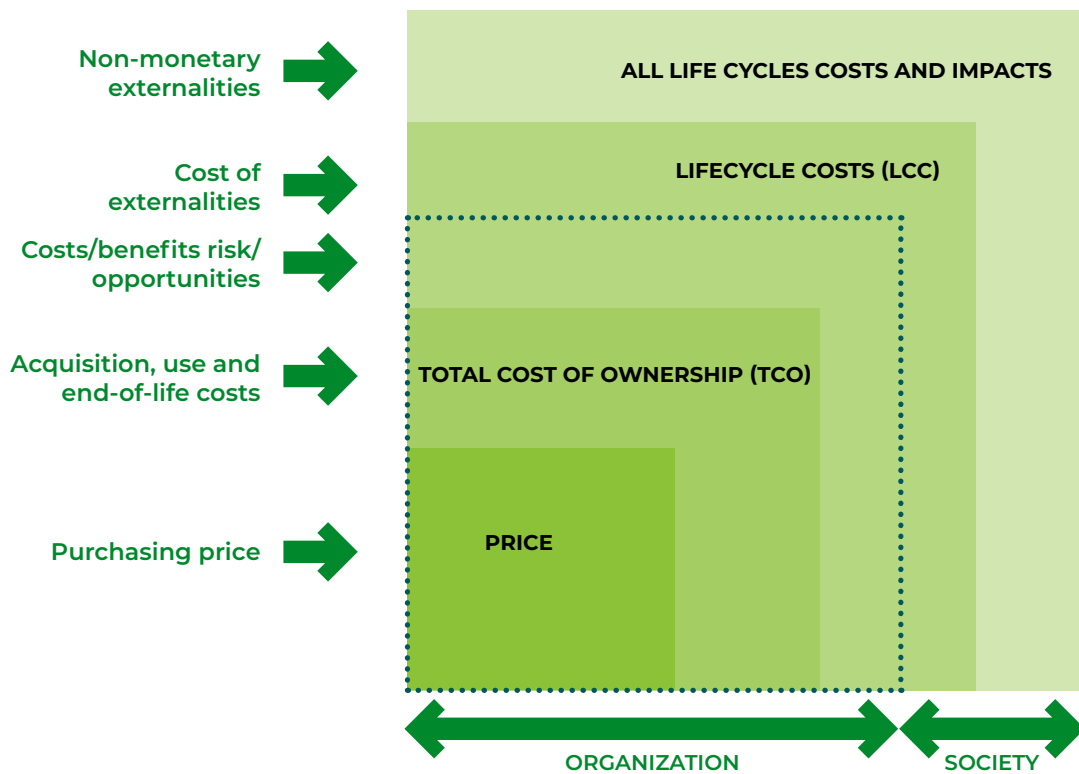 Non-monetary
externalities
ALL LIFE CYCLES COSTS AND IMPACTS
Cost of
externalities
LIFECYCLE COSTS (LCC)
Costs/benefits risk/
opportunities
Acquisition, use and
end-of-life costs
TOTAL COST OF OWNERSHIP (TCO)
Purchasing price
PRICE
ORGANIZATION
SOCIETY